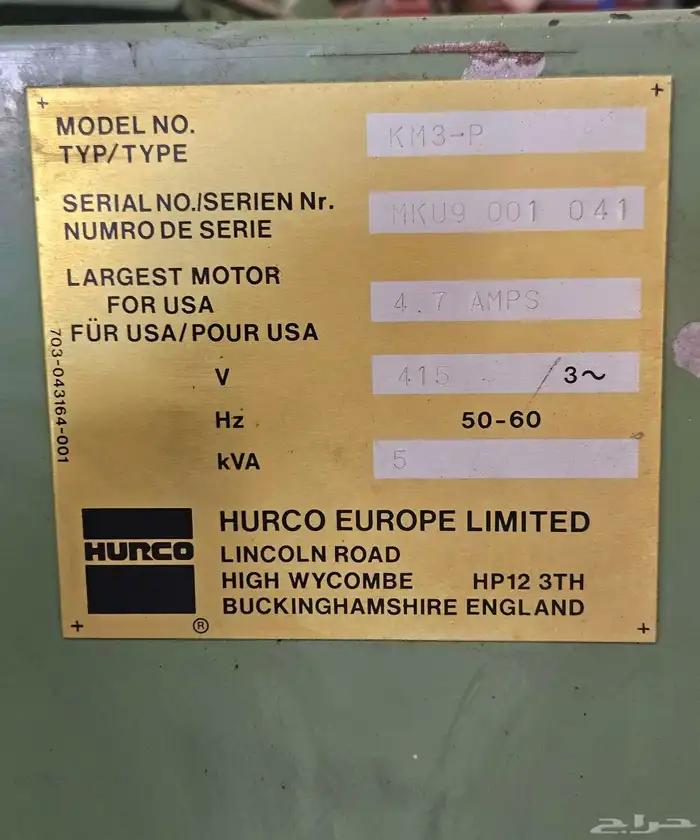 MODEL NO.
TYP/TYPE KM3-P
SERIAL NO./SERIEN Nr.
NUMRO DE SERIE MKU9 001 041
LARGEST MOTOR
FOR USA 4.7 AMPS
FÜR USA/POUR USA
V 415 / 3~
Hz 50-60
kVA 5
703-043164-001
HURCO
®
HURCO EUROPE LIMITED
LINCOLN ROAD
HIGH WYCOMBE HP12 3TH
BUCKINGHAMSHIRE ENGLAND
حراج